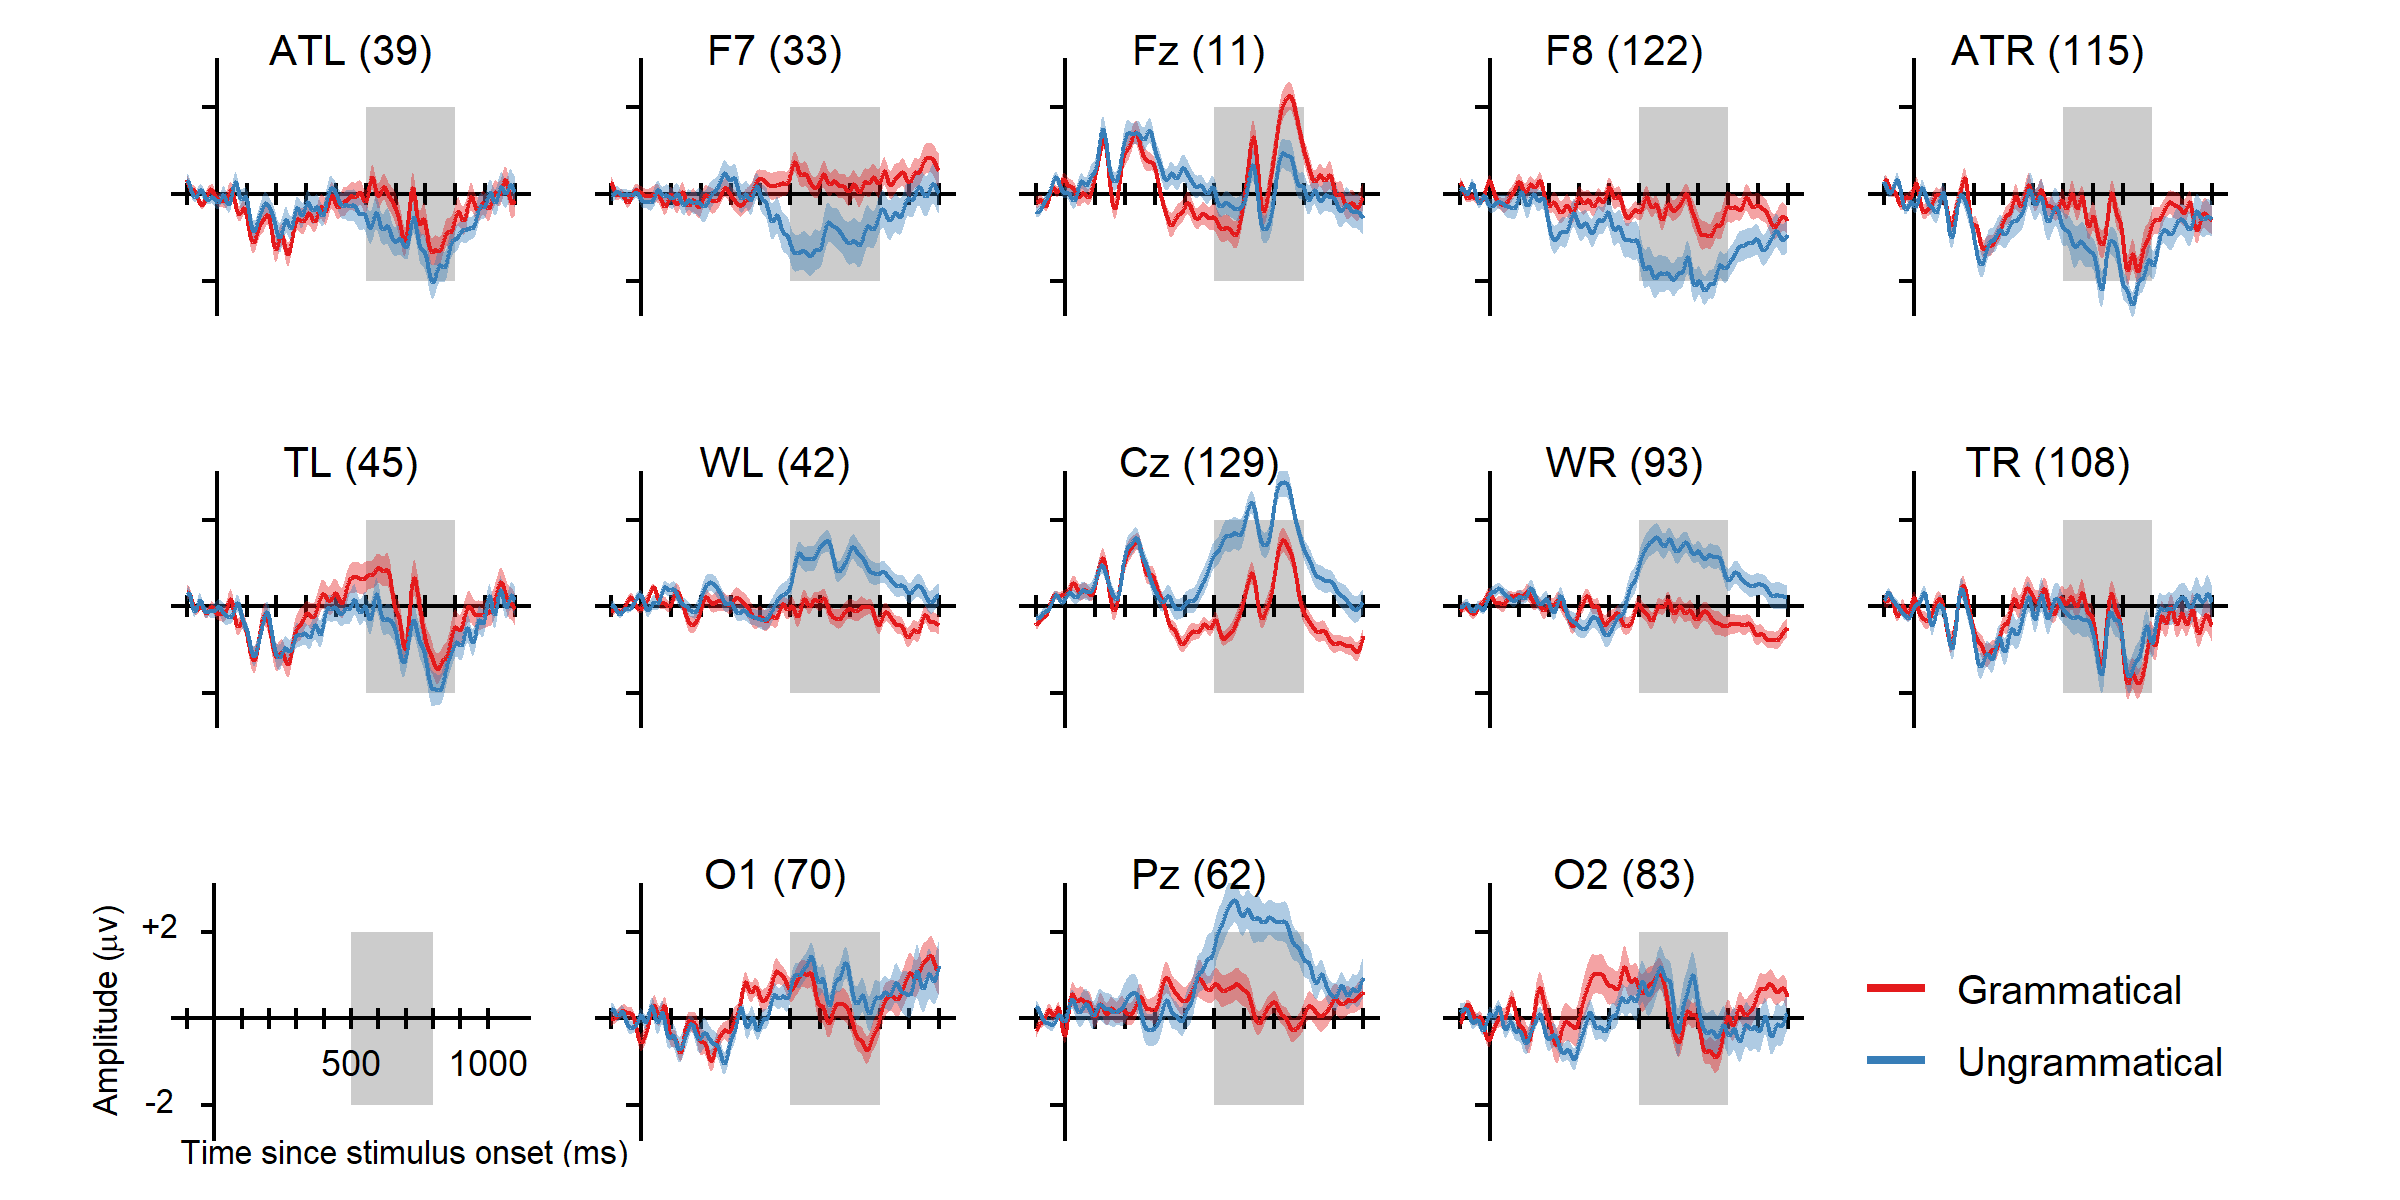 ATL (39)
F7 (33)
Fz (11)
F8 (122)
ATR (115)
TL (45)
WL (42)
Cz (129)
WR (93)
TR (108)
O1 (70)
Pz (62)
O2 (83)
Amplitude (μv)
+2
-2
500
1000
Time since stimulus onset (ms)
Grammatical
Ungrammatical